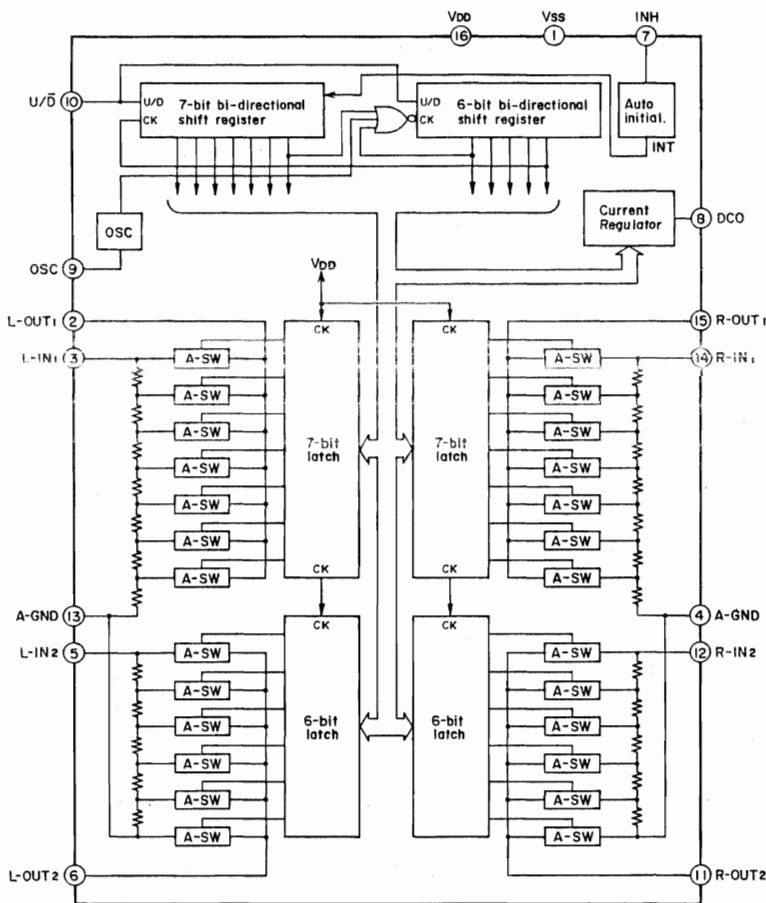 VDD VSS INH
16 1 7
U/D̄ 10
U/D 7-bit bi-directional
CK shift register
U/D 6-bit bi-directional
CK shift register
Auto
initial.
INT
OSC
Current
Regulator
8 DCO
OSC 9
VDD
L-OUT1
2
15
R-OUT1
CK
CK
L-IN1 3
A-SW
A-SW
14 R-IN1
A-SW
A-SW
A-SW
A-SW
7-bit
latch
7-bit
latch
A-SW
A-SW
A-SW
A-SW
A-SW
A-SW
CK
CK
A-SW
A-SW
A-GND 13
4 A-GND
CK
CK
L-IN2 5
A-SW
A-SW
12 R-IN2
A-SW
A-SW
A-SW
6-bit
latch
6-bit
latch
A-SW
A-SW
A-SW
A-SW
A-SW
A-SW
A-SW
L-OUT2 6
11 R-OUT2